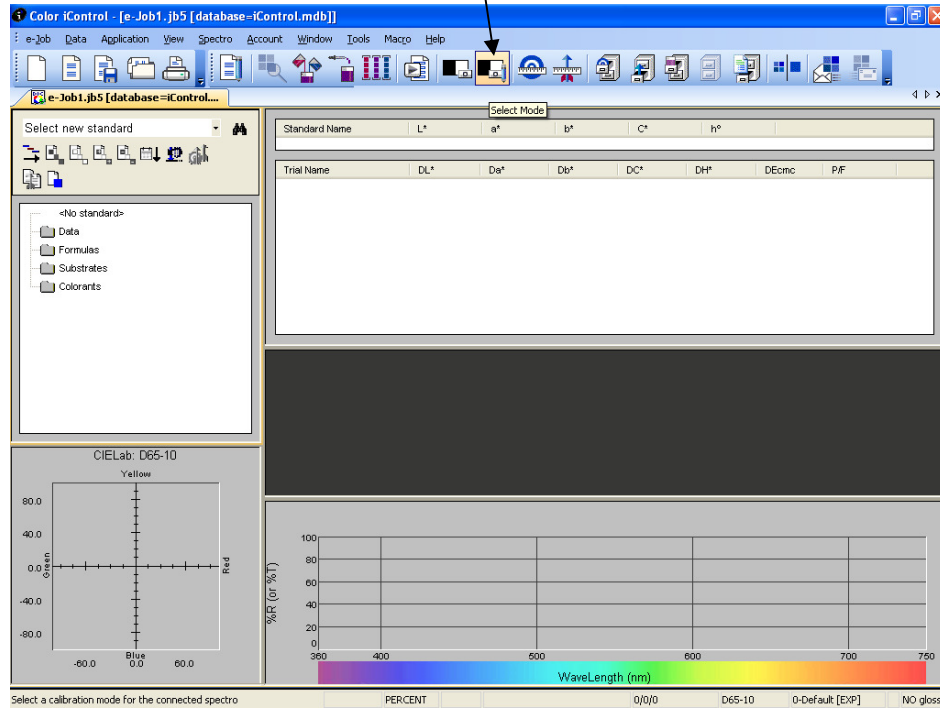 Color iControl - [e-Job1.jb5 [database=iControl.mdb]]
e-Job Data Application View Spectro Account Window Tools Macro Help
e-Job1.jb5 [database=iControl....
Select Mode
Select new standard
Standard Name L* a* b* C* h°
Trial Name DL* Da* Db* DC* DH* DEcmc P/F
<No standard>
Data
Formulas
Substrates
Colorants
CIELab: D65-10
Yellow
80.0
40.0
0.0
-40.0
-80.0
Green
Red
Blue
-60.0 0.0 60.0
%R (or %T)
100
80
60
40
20
0
360 400 500 600 700 750
WaveLength (nm)
Select a calibration mode for the connected spectro PERCENT 0/0/0 D65-10 0-Default [EXP] NO gloss